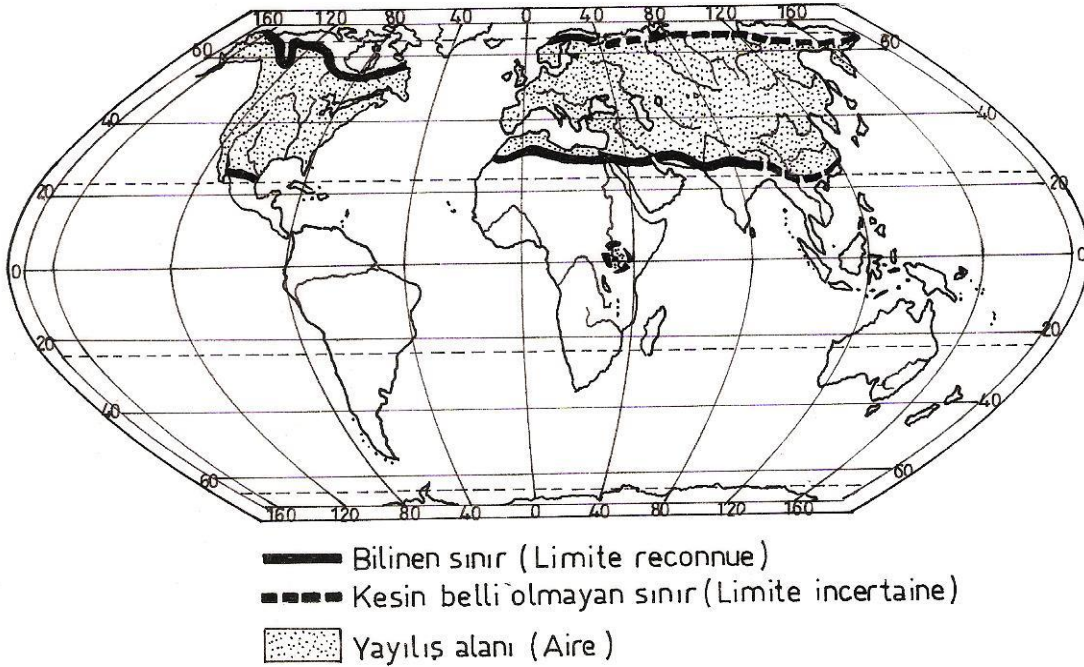 160 120 80 40 0 40 80 120 160
60 60
40 40
20 20
0 0
20 20
40 40
60 60
160 120 80 40 0 40 80 120 160
Bilinen sınır (Limite reconnue)
Kesin belli olmayan sınır (Limite incertaine)
Yayılış alanı (Aire)